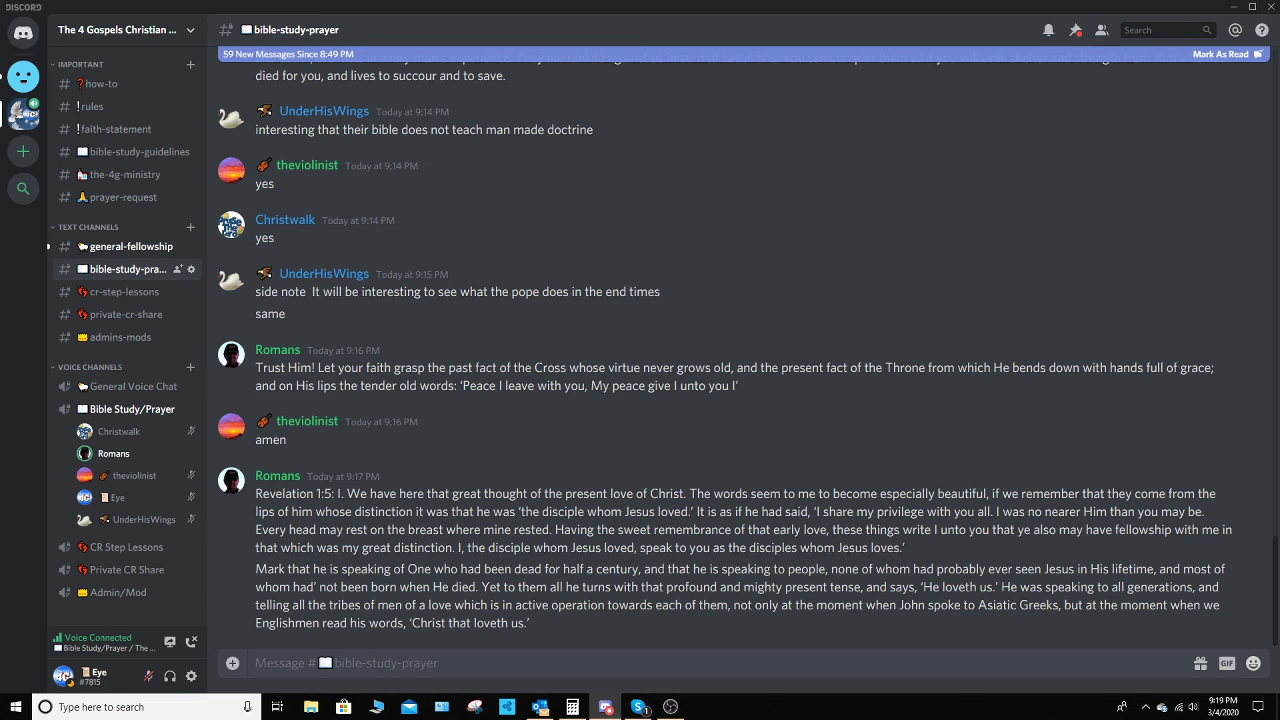 DISCORD
The 4 Gospels Christian ...
bible-study-prayer
Search
59 New Messages Since 8:49 PM
Mark As Read
IMPORTANT
how-to
rules
faith-statement
bible-study-guidelines
the-4g-ministry
prayer-request
TEXT CHANNELS
general-fellowship
bible-study-pra...
cr-step-lessons
private-cr-share
admins-mods
VOICE CHANNELS
General Voice Chat
Bible Study/Prayer
Christwalk
Romans
theviolinist
Eye
UnderHisWings
CR Step Lessons
Private CR Share
Admin/Mod
Voice Connected
Bible Study/Prayer / The ...
Eye
#7815
died for you, and lives to succour and to save.
UnderHisWings Today at 9:14 PM
interesting that their bible does not teach man made doctrine
theviolinist Today at 9:14 PM
yes
Christwalk Today at 9:14 PM
yes
UnderHisWings Today at 9:15 PM
side note It will be interesting to see what the pope does in the end times
same
Romans Today at 9:16 PM
Trust Him! Let your faith grasp the past fact of the Cross whose virtue never grows old, and the present fact of the Throne from which He bends down with hands full of grace;
and on His lips the tender old words: ‘Peace I leave with you, My peace give I unto you I’
theviolinist Today at 9:16 PM
amen
Romans Today at 9:17 PM
Revelation 1:5: I. We have here that great thought of the present love of Christ. The words seem to me to become especially beautiful, if we remember that they come from the
lips of him whose distinction it was that he was ‘the disciple whom Jesus loved.’ It is as if he had said, ‘I share my privilege with you all. I was no nearer Him than you may be.
Every head may rest on the breast where mine rested. Having the sweet remembrance of that early love, these things write I unto you that ye also may have fellowship with me in
that which was my great distinction. I, the disciple whom Jesus loved, speak to you as the disciples whom Jesus loves.’
Mark that he is speaking of One who had been dead for half a century, and that he is speaking to people, none of whom had probably ever seen Jesus in His lifetime, and most of
whom had’ not been born when He died. Yet to them all he turns with that profound and mighty present tense, and says, ‘He loveth us.’ He was speaking to all generations, and
telling all the tribes of men of a love which is in active operation towards each of them, not only at the moment when John spoke to Asiatic Greeks, but at the moment when we
Englishmen read his words, ‘Christ that loveth us.’
Message # bible-study-prayer
GIF
Type here to search
9:19 PM
3/4/2020